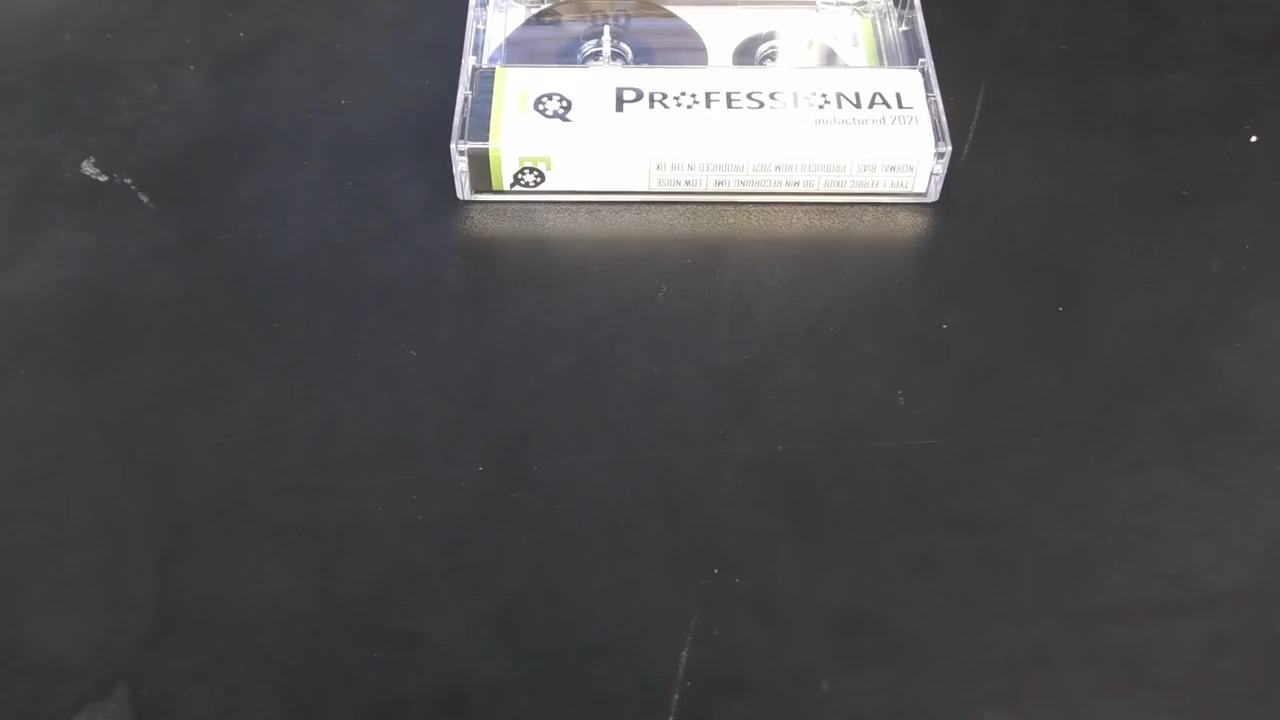 PROFESSIONAL
Manufactured 2021
EQ
TYPE I FERRIC OXIDE | 90 MIN RECORDING TIME | LOW NOISE
NORMAL BIAS | PRODUCED FROM 2021 | PRODUCED IN THE UK